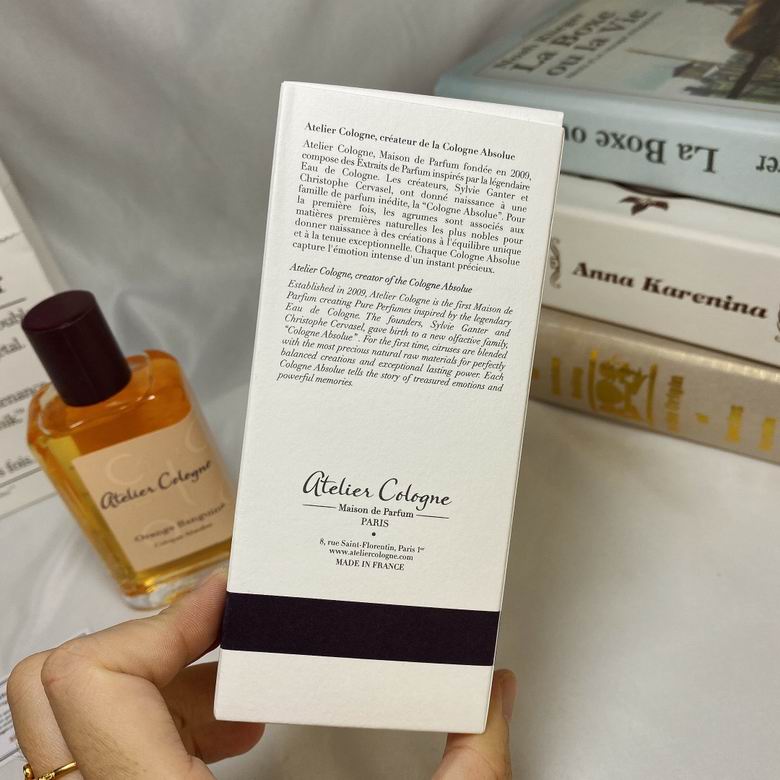 Atelier Cologne, créateur de la Cologne Absolue
Atelier Cologne, Maison de Parfum fondée en 2009,
compose des Extraits de Parfum inspirés par la légendaire
Eau de Cologne. Les créateurs, Sylvie Ganter et
Christophe Cervasel, ont donné naissance à une
famille de parfum inédite, la "Cologne Absolue". Pour
la première fois, les agrumes sont associés aux
matières premières naturelles les plus nobles pour
donner naissance à des créations à l'équilibre unique
et à la tenue exceptionnelle. Chaque Cologne Absolue
capture l'émotion intense d'un instant précieux.
Atelier Cologne, creator of the Cologne Absolue
Established in 2009, Atelier Cologne is the first Maison de
Parfum creating Pure Perfumes inspired by the legendary
Eau de Cologne. The founders, Sylvie Ganter and
Christophe Cervasel, gave birth to a new olfactive family,
"Cologne Absolue". For the first time, citruses are blended
with the most precious natural raw materials for perfectly
balanced creations and exceptional lasting power. Each
Cologne Absolue tells the story of treasured emotions and
powerful memories.
Atelier Cologne
Maison de Parfum
PARIS
8, rue Saint-Florentin, Paris 1er
www.ateliercologne.com
MADE IN FRANCE
Atelier Cologne
Orange Sanguine
Cologne Absolue
La Boxe
ou la Vie
La Boxe ou
Anna Karenina
fois